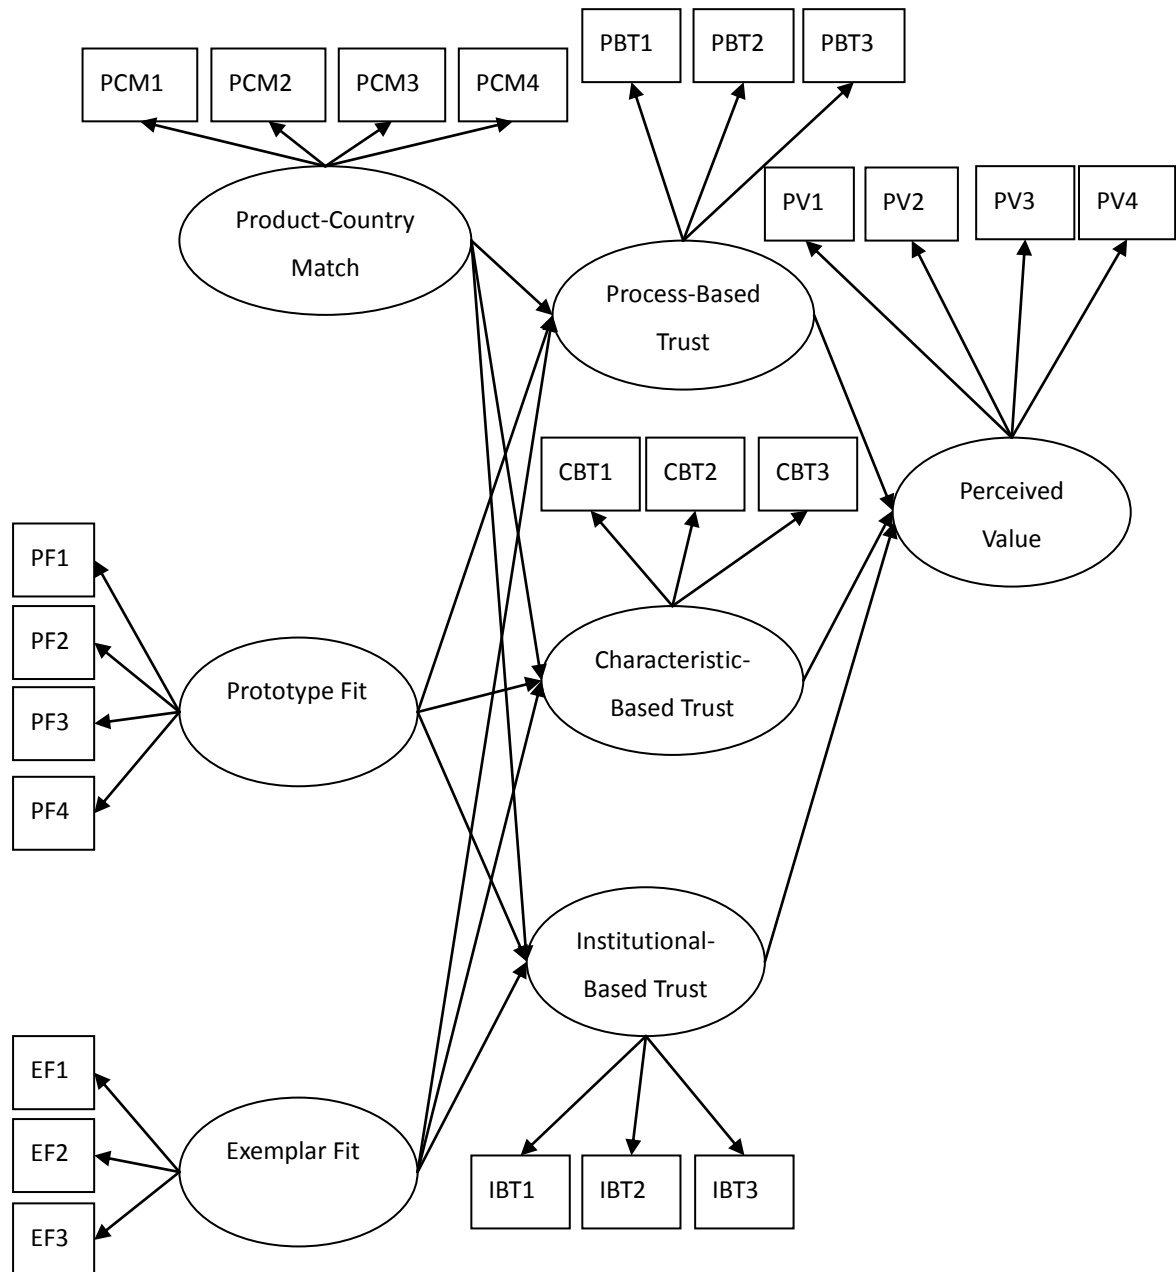 PBT1
PBT2
PBT3
PCM1
PCM2
PCM3
PCM4
PV1
PV2
PV3
PV4
Product-Country
Match
Process-Based
Trust
CBT1
CBT2
CBT3
Perceived
Value
PF1
PF2
PF3
PF4
Prototype Fit
Characteristic-
Based Trust
Institutional-
Based Trust
EF1
EF2
EF3
Exemplar Fit
IBT1
IBT2
IBT3